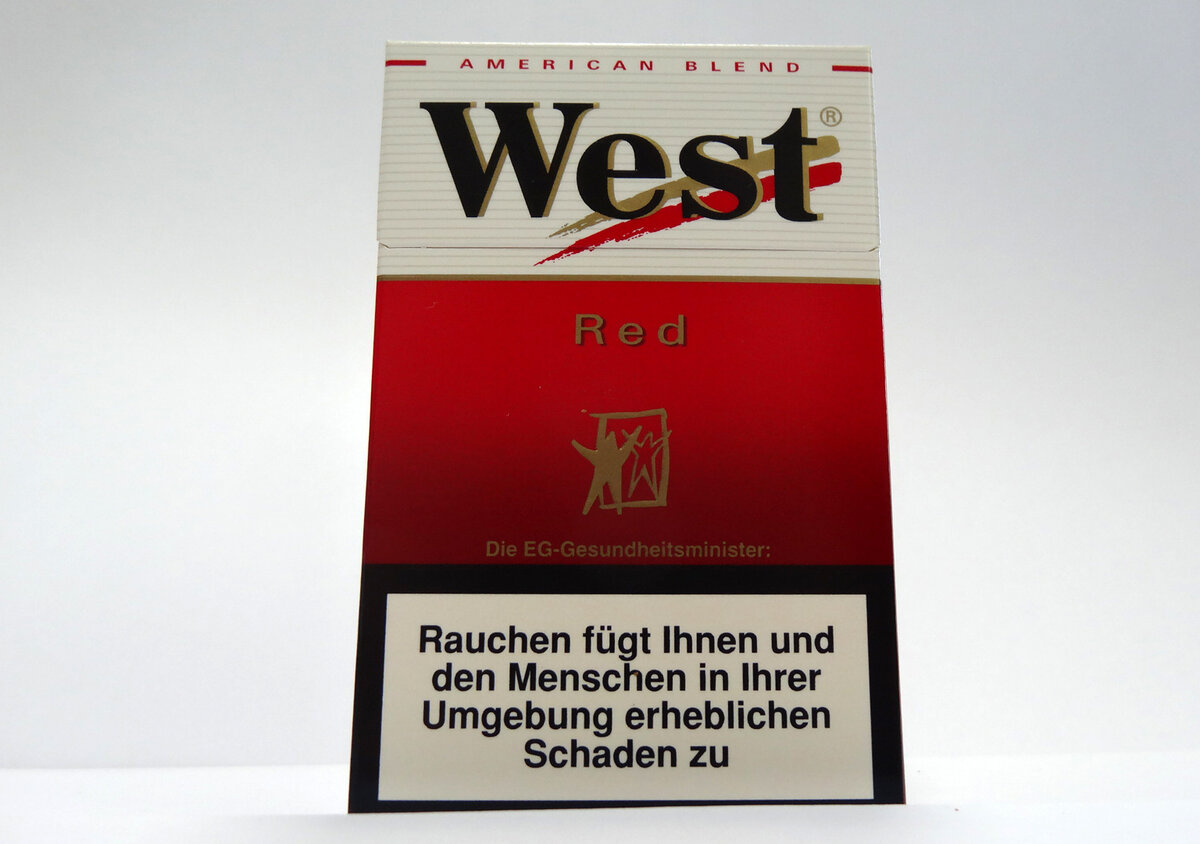 AMERICAN BLEND
West®
Red
Die EG-Gesundheitsminister:
Rauchen fügt Ihnen und
den Menschen in Ihrer
Umgebung erheblichen
Schaden zu